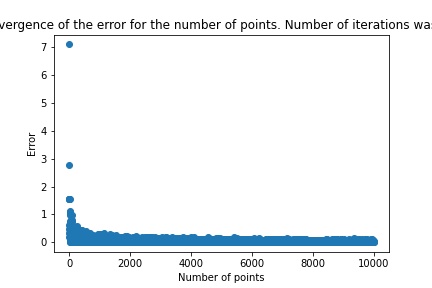 vergence of the error for the number of points. Number of iterations was
7
6
5
4
3
2
1
0
Error
0 2000 4000 6000 8000 10000
Number of points